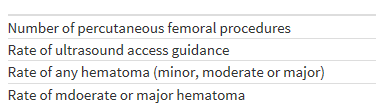 Number of percutaneous femoral procedures
Rate of ultrasound access guidance
Rate of any hematoma (minor, moderate or major)
Rate of mdoerate or major hematoma